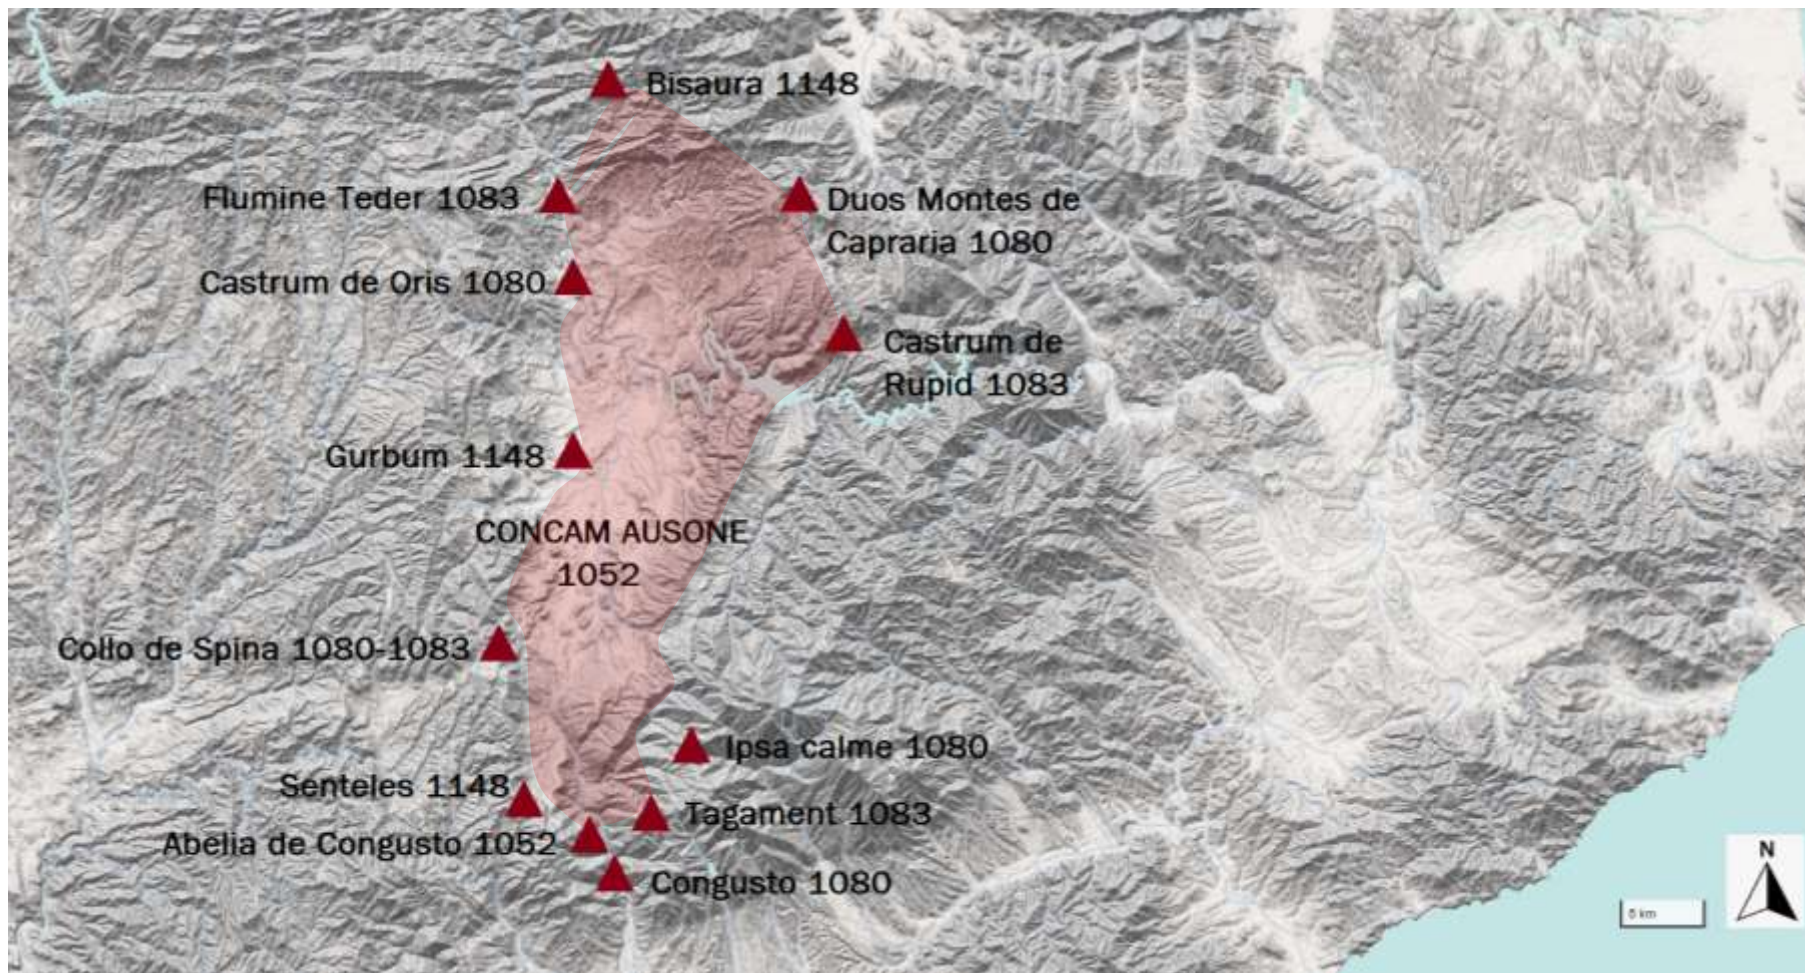 Bisaura 1148
Flumine Teder 1083
Duos Montes de
Capraria 1080
Castrum de Oris 1080
Castrum de
Rupid 1083
Gurbum 1148
CONCAM AUSONE
1052
Collo de Spina 1080-1083
Ipsa calme 1080
Senteles 1148
Tagament 1083
Abelia de Congusto 1052
Congusto 1080
N
5 km